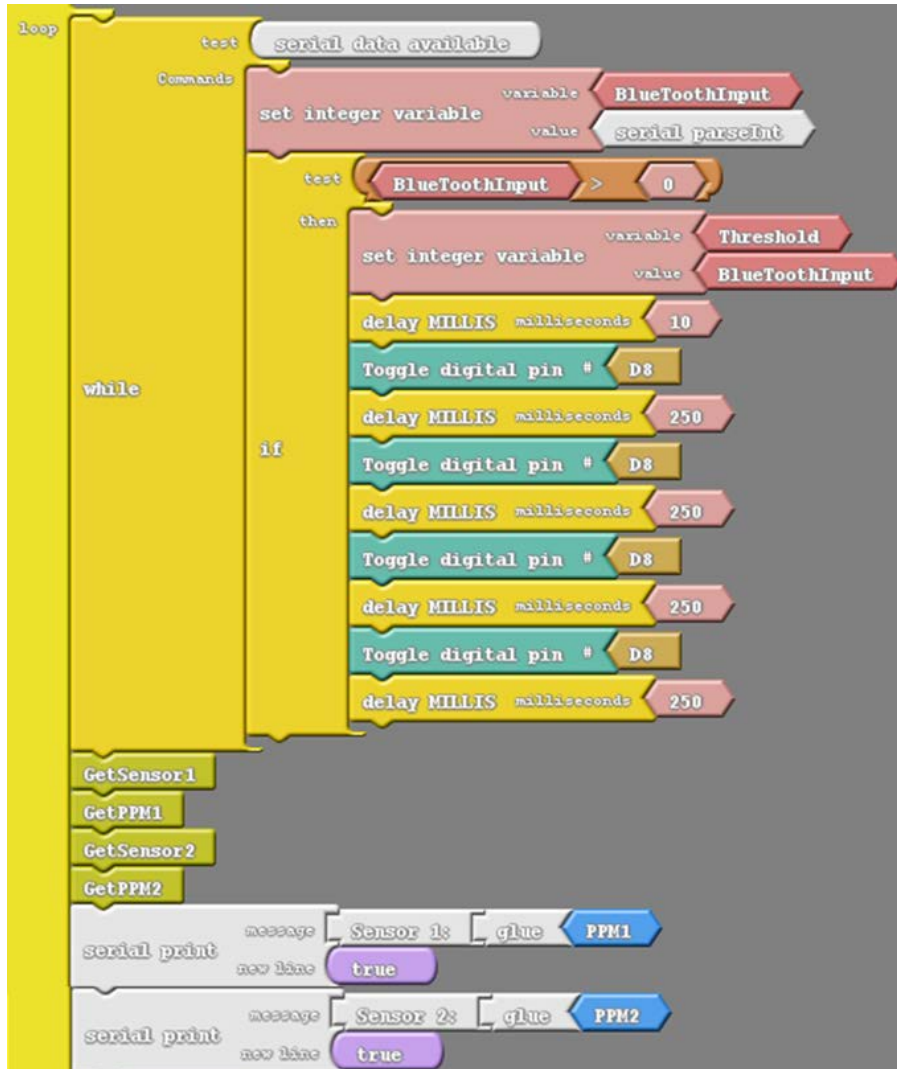 loop
test serial data available
Commands
variable BlueToothInput
set integer variable
value serial parseInt
test BlueToothInput > 0
then
variable Threshold
set integer variable
value BlueToothInput
delay MILLIS milliseconds 10
Toggle digital pin # D8
while
delay MILLIS milliseconds 250
if
Toggle digital pin # D8
delay MILLIS milliseconds 250
Toggle digital pin # D8
delay MILLIS milliseconds 250
Toggle digital pin # D8
delay MILLIS milliseconds 250
GetSensor1
GetPPM1
GetSensor2
GetPPM2
message Sensor 1: glue PPM1
serial print
new line true
message Sensor 2: glue PPM2
serial print
new line true